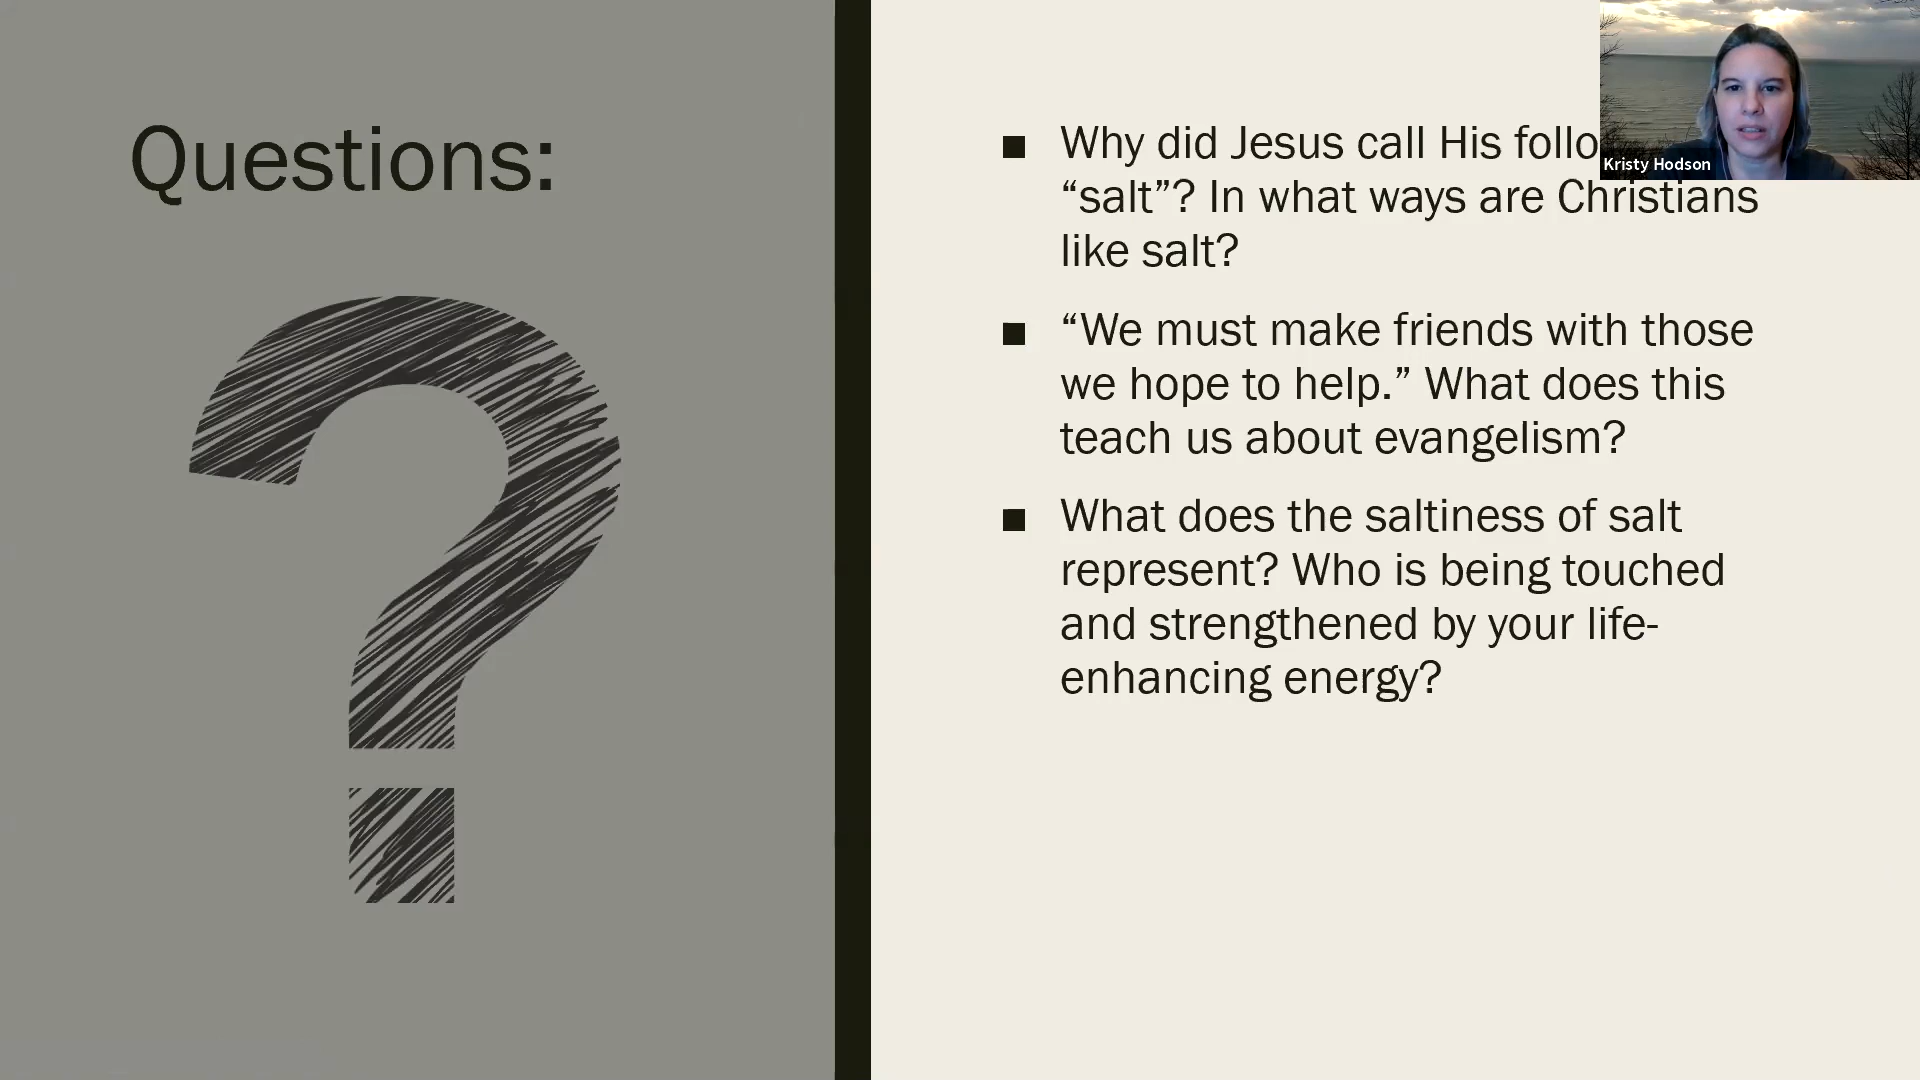 Questions:
Why did Jesus call His
“salt”? In what ways are Christians
like salt?
“We must make friends with those
we hope to help.” What does this
teach us about evangelism?
What does the saltiness of salt
represent? Who is being touched
and strengthened by your life-
enhancing energy?
Kristy Hodson